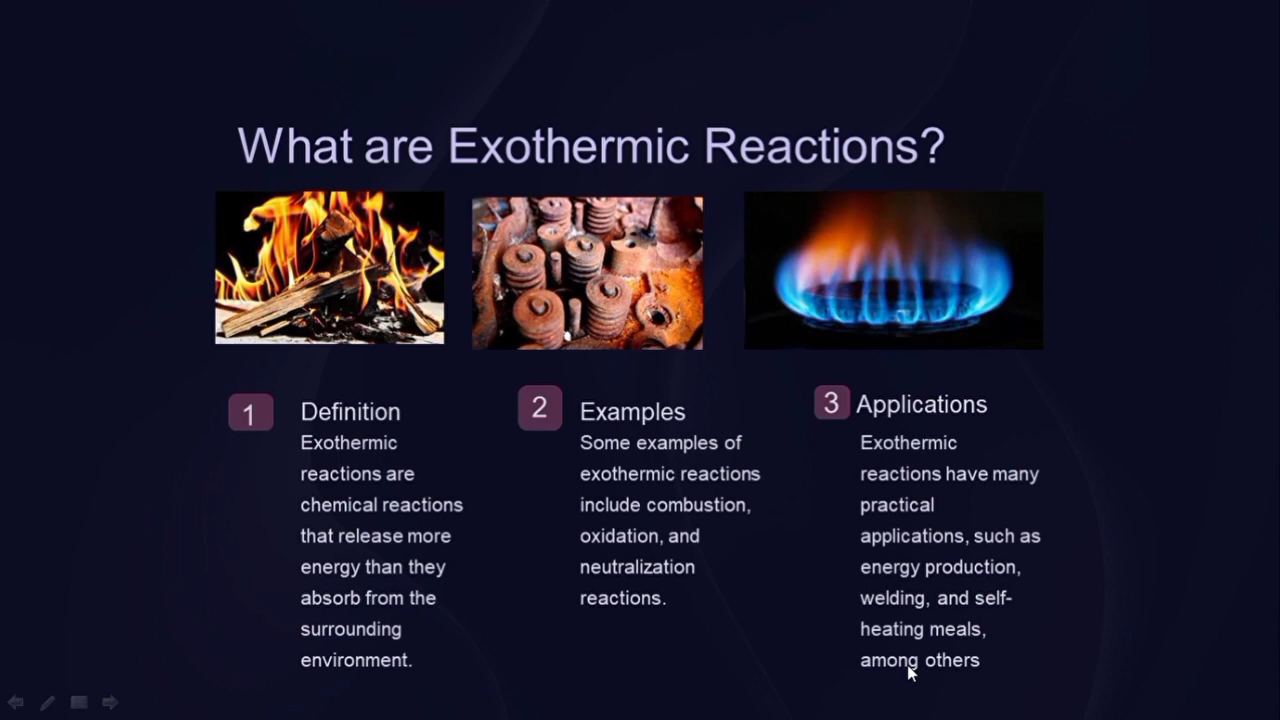 What are Exothermic Reactions?
1
Definition
Exothermic
reactions are
chemical reactions
that release more
energy than they
absorb from the
surrounding
environment.
2
Examples
Some examples of
exothermic reactions
include combustion,
oxidation, and
neutralization
reactions.
3
Applications
Exothermic
reactions have many
practical
applications, such as
energy production,
welding, and self-
heating meals,
among others